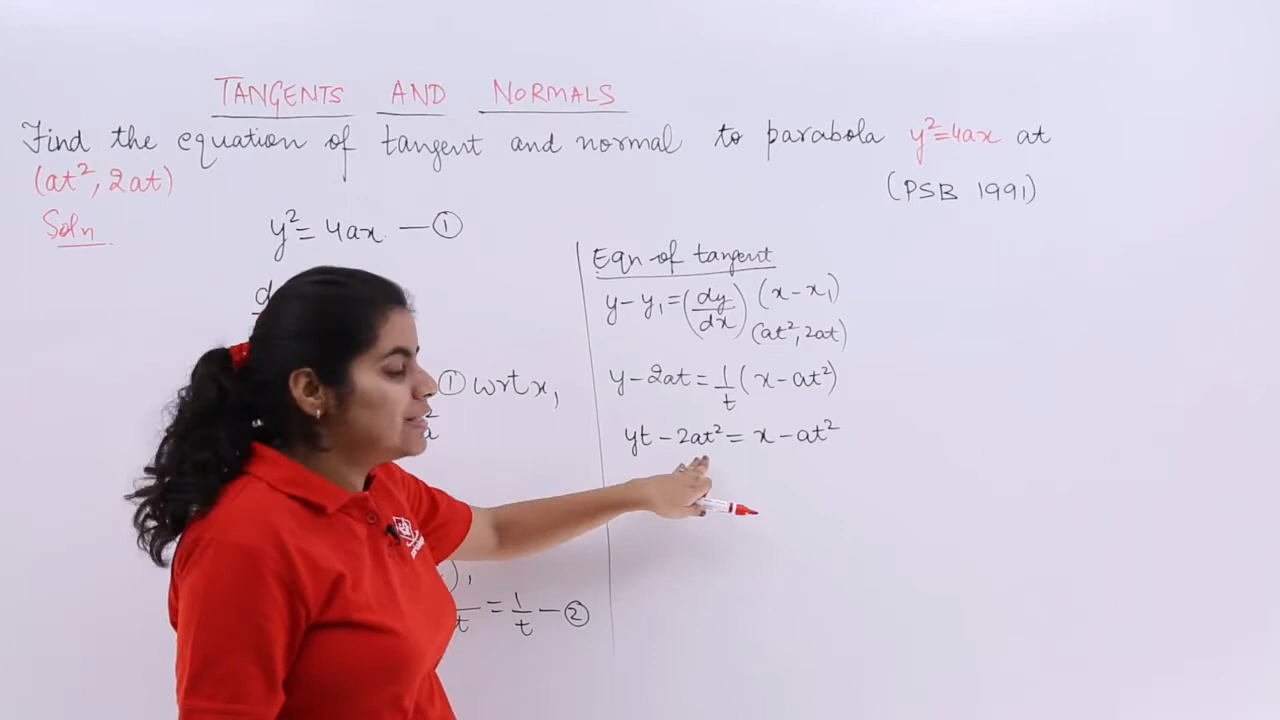 TANGENTS AND NORMALS
Find the equation of tangent and normal to parabola y²=4ax at
(at², 2at)
(PSB 1991)
Soln
y² = 4ax — ①
① wrt x,
= 1/t — ②
Eqn of tangent
y – y₁ = (dy/dx) (x – x₁)
(at², 2at)
y – 2at = 1/t (x – at²)
yt – 2at² = x – at²